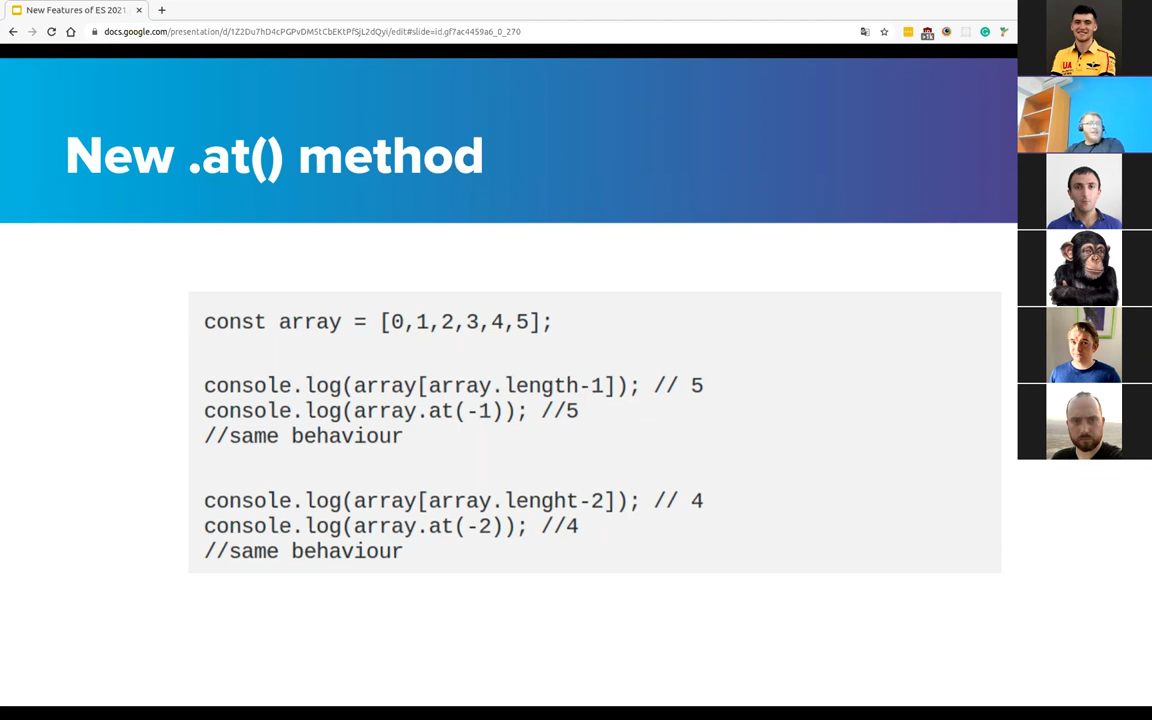 New Features of ES 2021
docs.google.com/presentation/d/1Z2Du7hD4cPGPvDM5tCbEKtPfSjL2dQyi/edit#slide=id.gf7ac4459a6_0_270
New .at() method
const array = [0,1,2,3,4,5];
console.log(array[array.length-1]); // 5
console.log(array.at(-1)); //5
//same behaviour
console.log(array[array.lenght-2]); // 4
console.log(array.at(-2)); //4
//same behaviour
UA